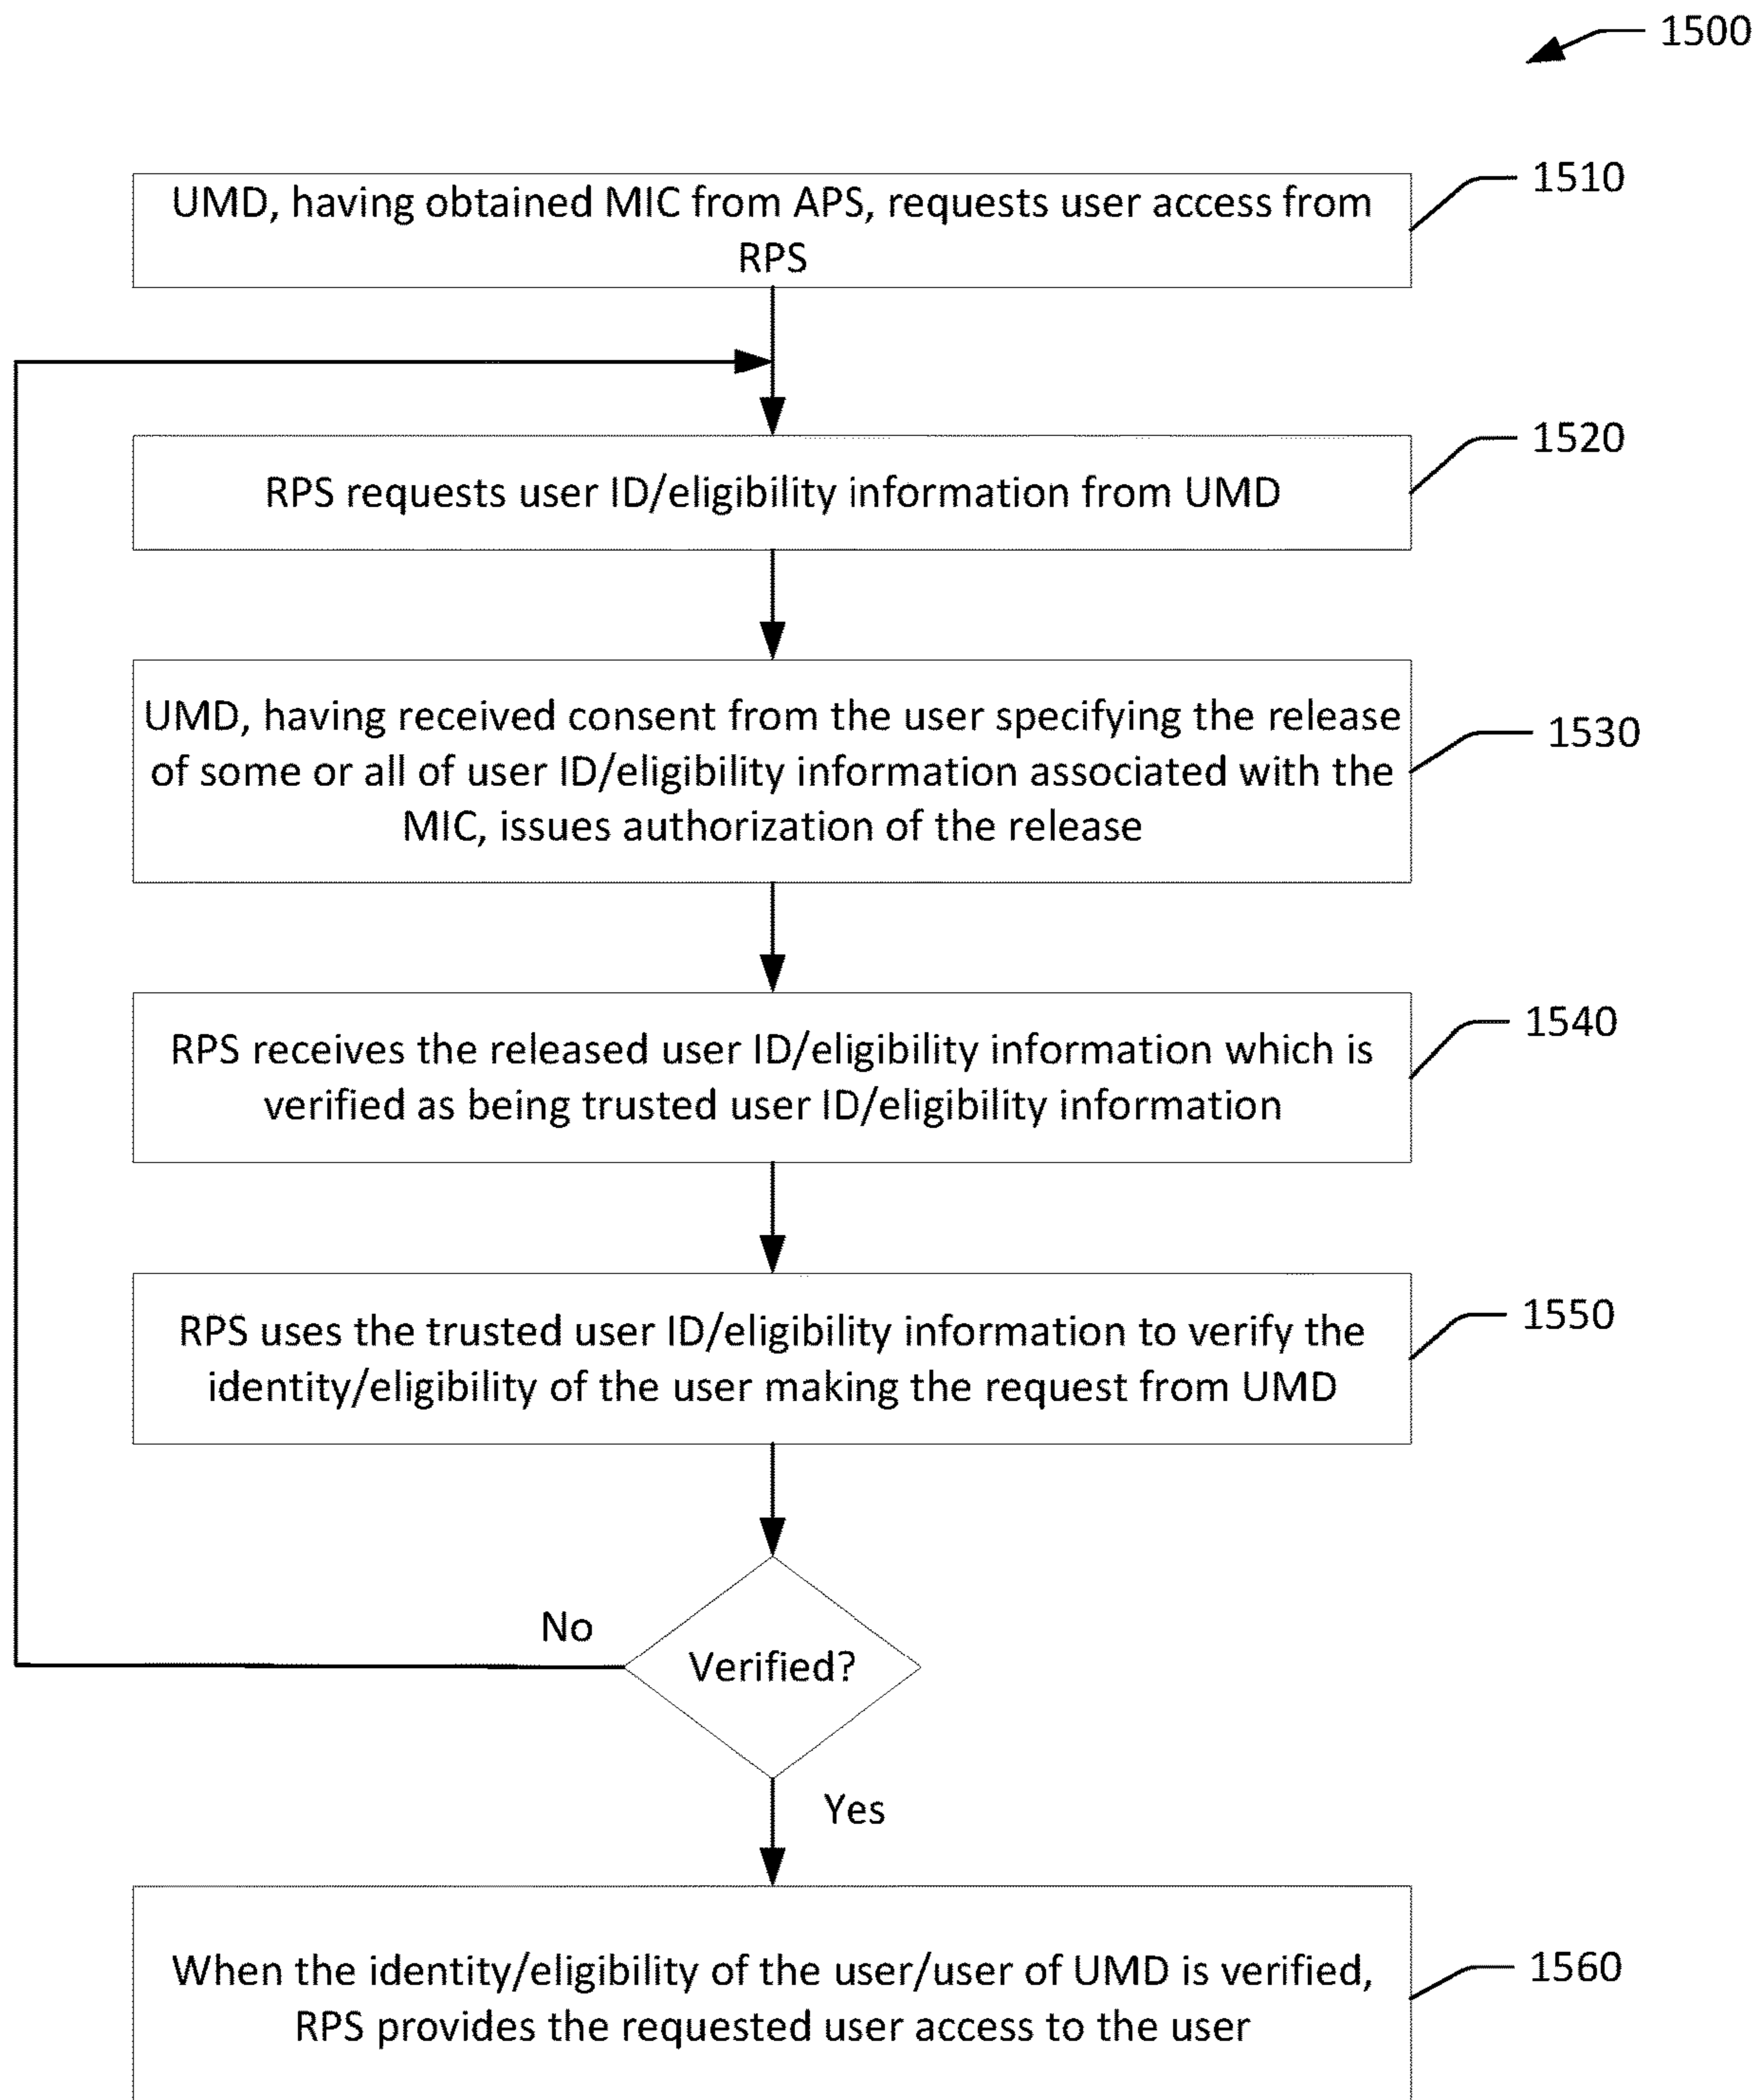 1500
UMD, having obtained MIC from APS, requests user access from
RPS
1510
RPS requests user ID/eligibility information from UMD
1520
UMD, having received consent from the user specifying the release
of some or all of user ID/eligibility information associated with the
MIC, issues authorization of the release
1530
RPS receives the released user ID/eligibility information which is
verified as being trusted user ID/eligibility information
1540
RPS uses the trusted user ID/eligibility information to verify the
identity/eligibility of the user making the request from UMD
1550
No
Verified?
Yes
When the identity/eligibility of the user/user of UMD is verified,
RPS provides the requested user access to the user
1560